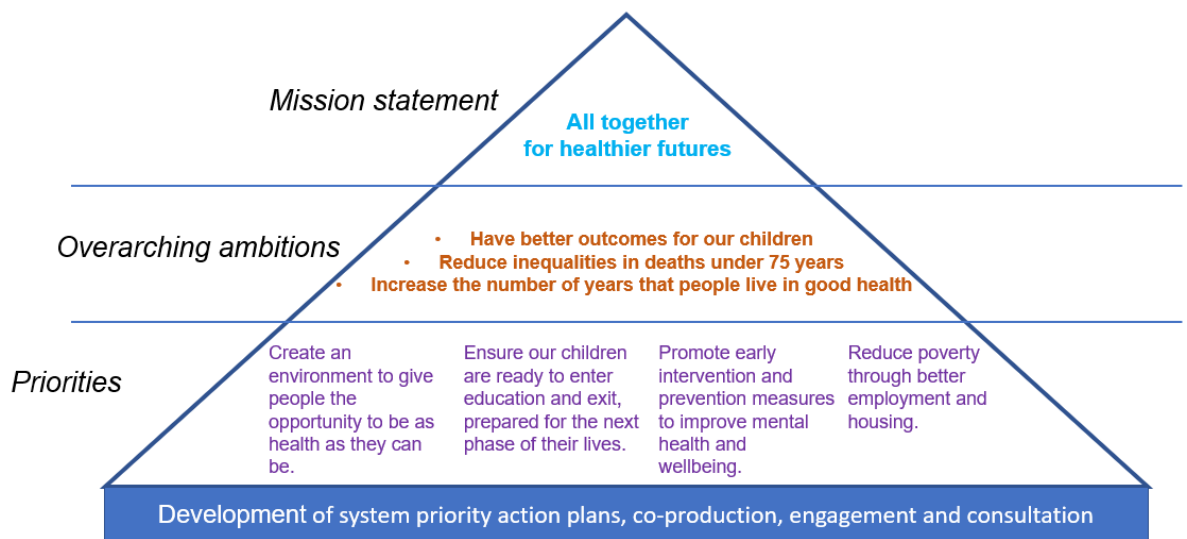 Mission statement
All together
for healthier futures
Overarching ambitions
• Have better outcomes for our children
• Reduce inequalities in deaths under 75 years
• Increase the number of years that people live in good health
Priorities
Create an
environment to give
people the
opportunity to be as
health as they can
be.
Ensure our children
are ready to enter
education and exit,
prepared for the next
phase of their lives.
Promote early
intervention and
prevention measures
to improve mental
health and
wellbeing.
Reduce poverty
through better
employment and
housing.
Development of system priority action plans, co-production, engagement and consultation